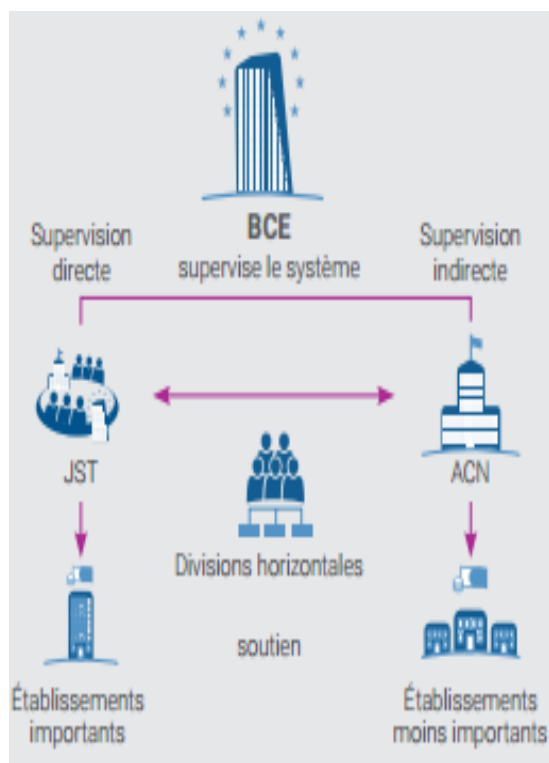 BCE
supervise le système
Supervision
directe
Supervision
indirecte
JST
ACN
Divisions horizontales
soutien
Établissements
importants
Établissements
moins importants